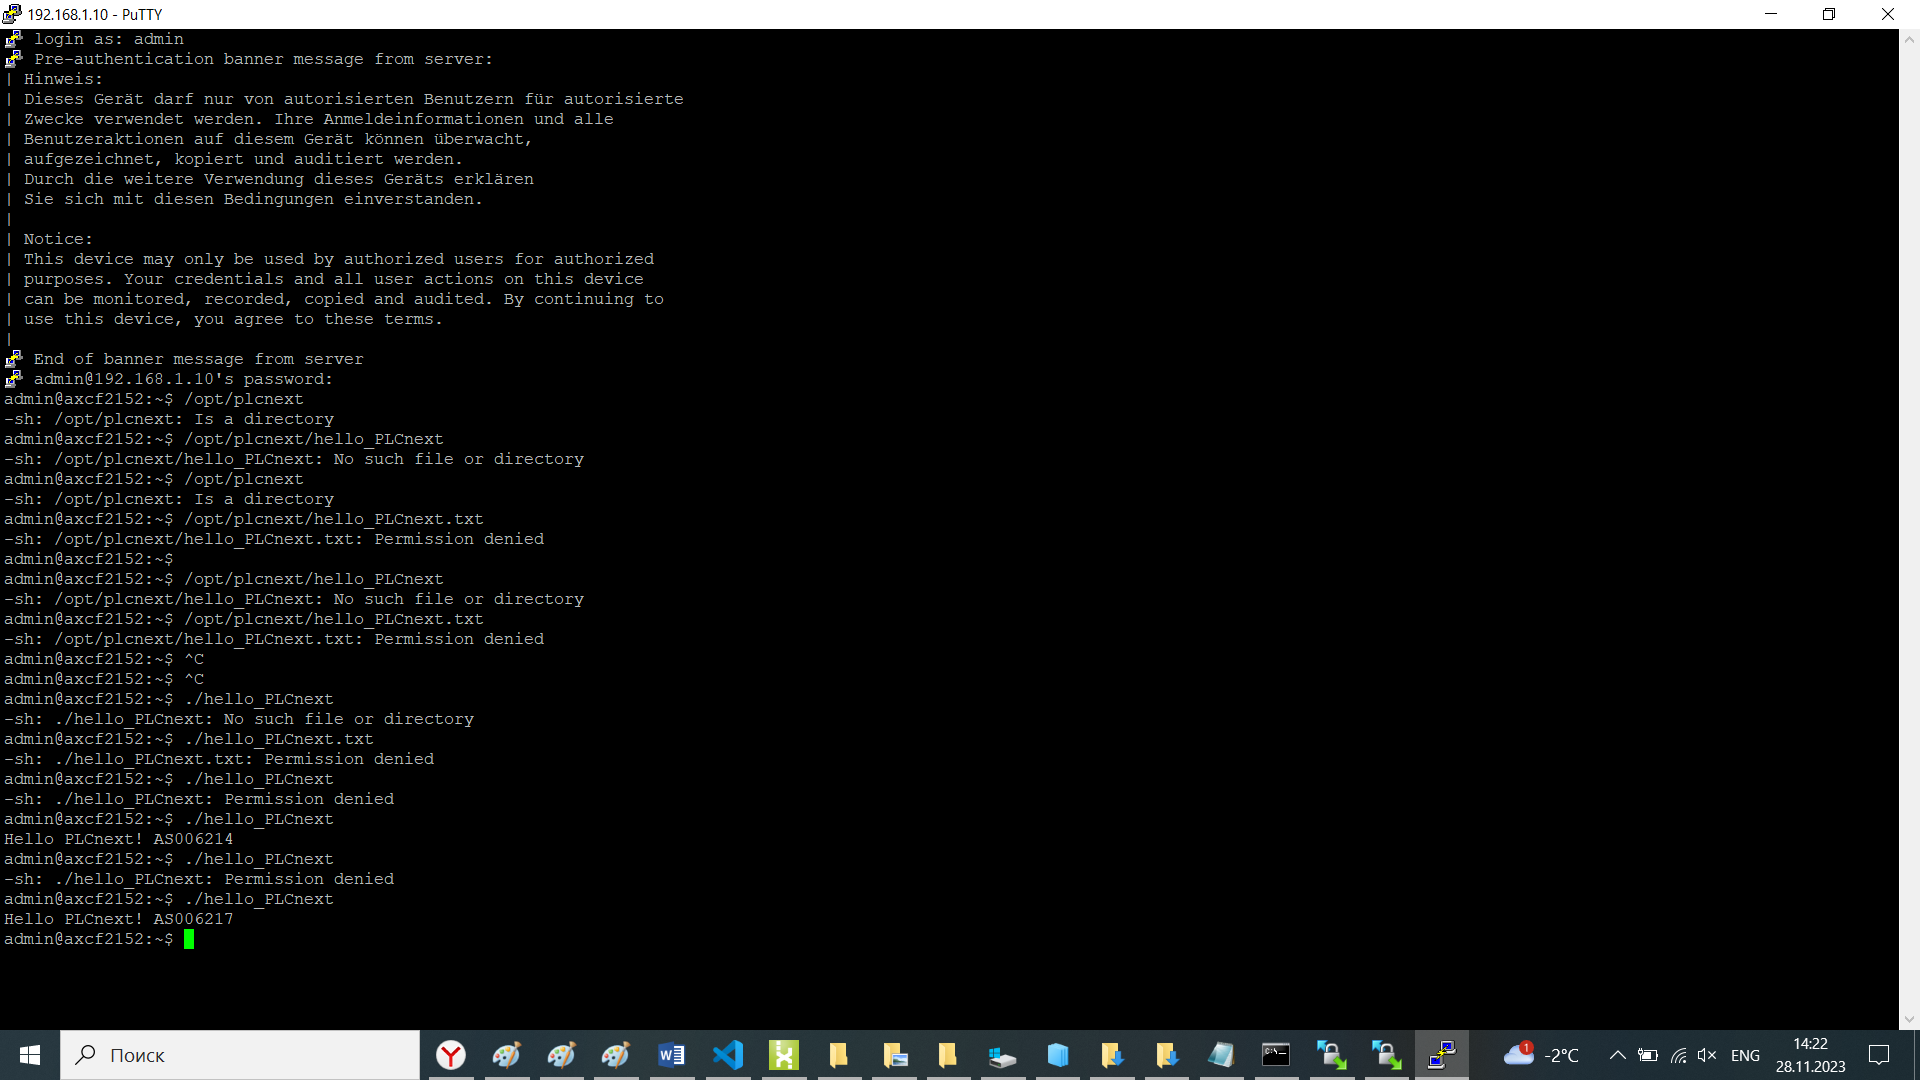 192.168.1.10 - PuTTY
login as: admin
Pre-authentication banner message from server:
| Hinweis:
| Dieses Gerät darf nur von autorisierten Benutzern für autorisierte
| Zwecke verwendet werden. Ihre Anmeldeinformationen und alle
| Benutzeraktionen auf diesem Gerät können überwacht,
| aufgezeichnet, kopiert und auditiert werden.
| Durch die weitere Verwendung dieses Geräts erklären
| Sie sich mit diesen Bedingungen einverstanden.
|
| Notice:
| This device may only be used by authorized users for authorized
| purposes. Your credentials and all user actions on this device
| can be monitored, recorded, copied and audited. By continuing to
| use this device, you agree to these terms.
|
End of banner message from server
admin@192.168.1.10's password:
admin@axcf2152:~$ /opt/plcnext
-sh: /opt/plcnext: Is a directory
admin@axcf2152:~$ /opt/plcnext/hello_PLCnext
-sh: /opt/plcnext/hello_PLCnext: No such file or directory
admin@axcf2152:~$ /opt/plcnext
-sh: /opt/plcnext: Is a directory
admin@axcf2152:~$ /opt/plcnext/hello_PLCnext.txt
-sh: /opt/plcnext/hello_PLCnext.txt: Permission denied
admin@axcf2152:~$
admin@axcf2152:~$ /opt/plcnext/hello_PLCnext
-sh: /opt/plcnext/hello_PLCnext: No such file or directory
admin@axcf2152:~$ /opt/plcnext/hello_PLCnext.txt
-sh: /opt/plcnext/hello_PLCnext.txt: Permission denied
admin@axcf2152:~$ ^C
admin@axcf2152:~$ ^C
admin@axcf2152:~$ ./hello_PLCnext
-sh: ./hello_PLCnext: No such file or directory
admin@axcf2152:~$ ./hello_PLCnext.txt
-sh: ./hello_PLCnext.txt: Permission denied
admin@axcf2152:~$ ./hello_PLCnext
-sh: ./hello_PLCnext: Permission denied
admin@axcf2152:~$ ./hello_PLCnext
Hello PLCnext! AS006214
admin@axcf2152:~$ ./hello_PLCnext
-sh: ./hello_PLCnext: Permission denied
admin@axcf2152:~$ ./hello_PLCnext
Hello PLCnext! AS006217
admin@axcf2152:~$
Поиск
1
-2°C
ENG
14:22
28.11.2023